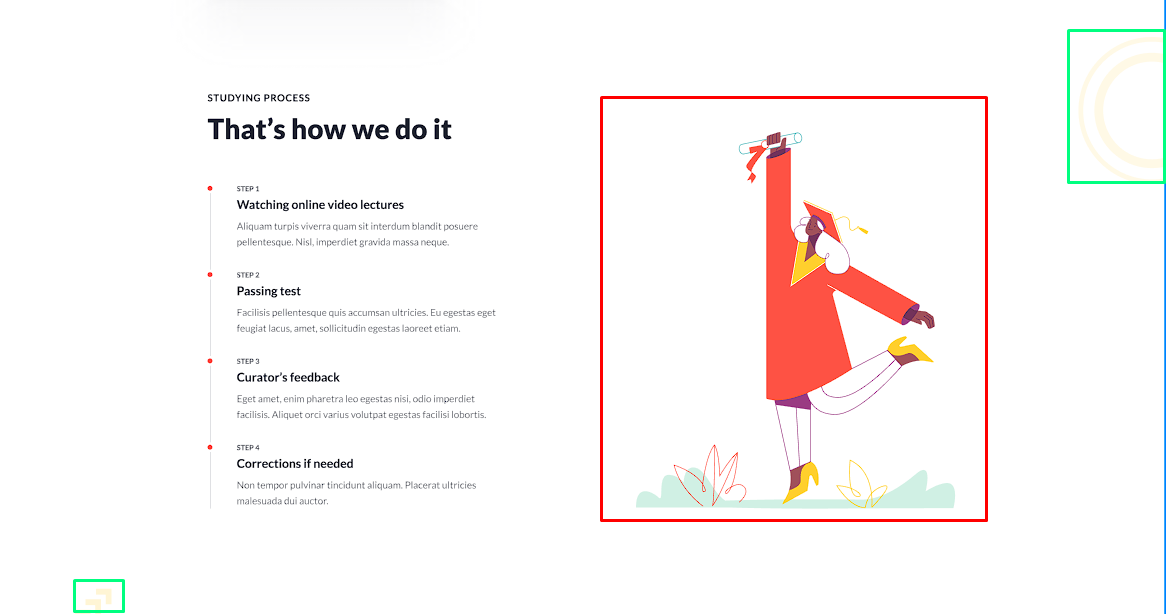 STUDYING PROCESS
That's how we do it
STEP 1
Watching online video lectures
Aliquam turpis viverra quam sit interdum blandit posuere
pellentesque. Nisl, imperdiet gravida massa neque.
STEP 2
Passing test
Facilisis pellentesque quis accumsan ultricies. Eu egestas eget
feugiat lacus, amet, sollicitudin egestas laoreet etiam.
STEP 3
Curator's feedback
Eget amet, enim pharetra leo egestas nisi, odio imperdiet
facilisis. Aliquet orci varius volutpat egestas facilisi lobortis.
STEP 4
Corrections if needed
Non tempor pulvinar tincidunt aliquam. Placerat ultricies
malesuada dui auctor.